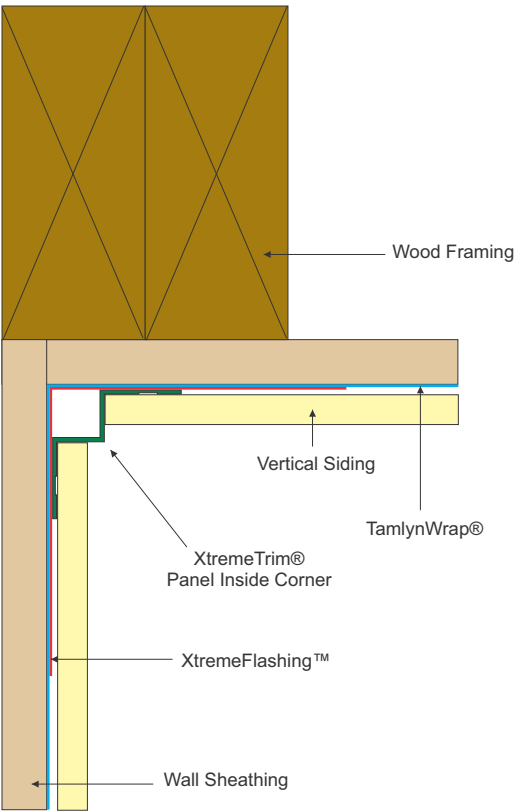 Wood Framing
Vertical Siding
TamlynWrap®
XtremeTrim®
Panel Inside Corner
XtremeFlashing™
Wall Sheathing